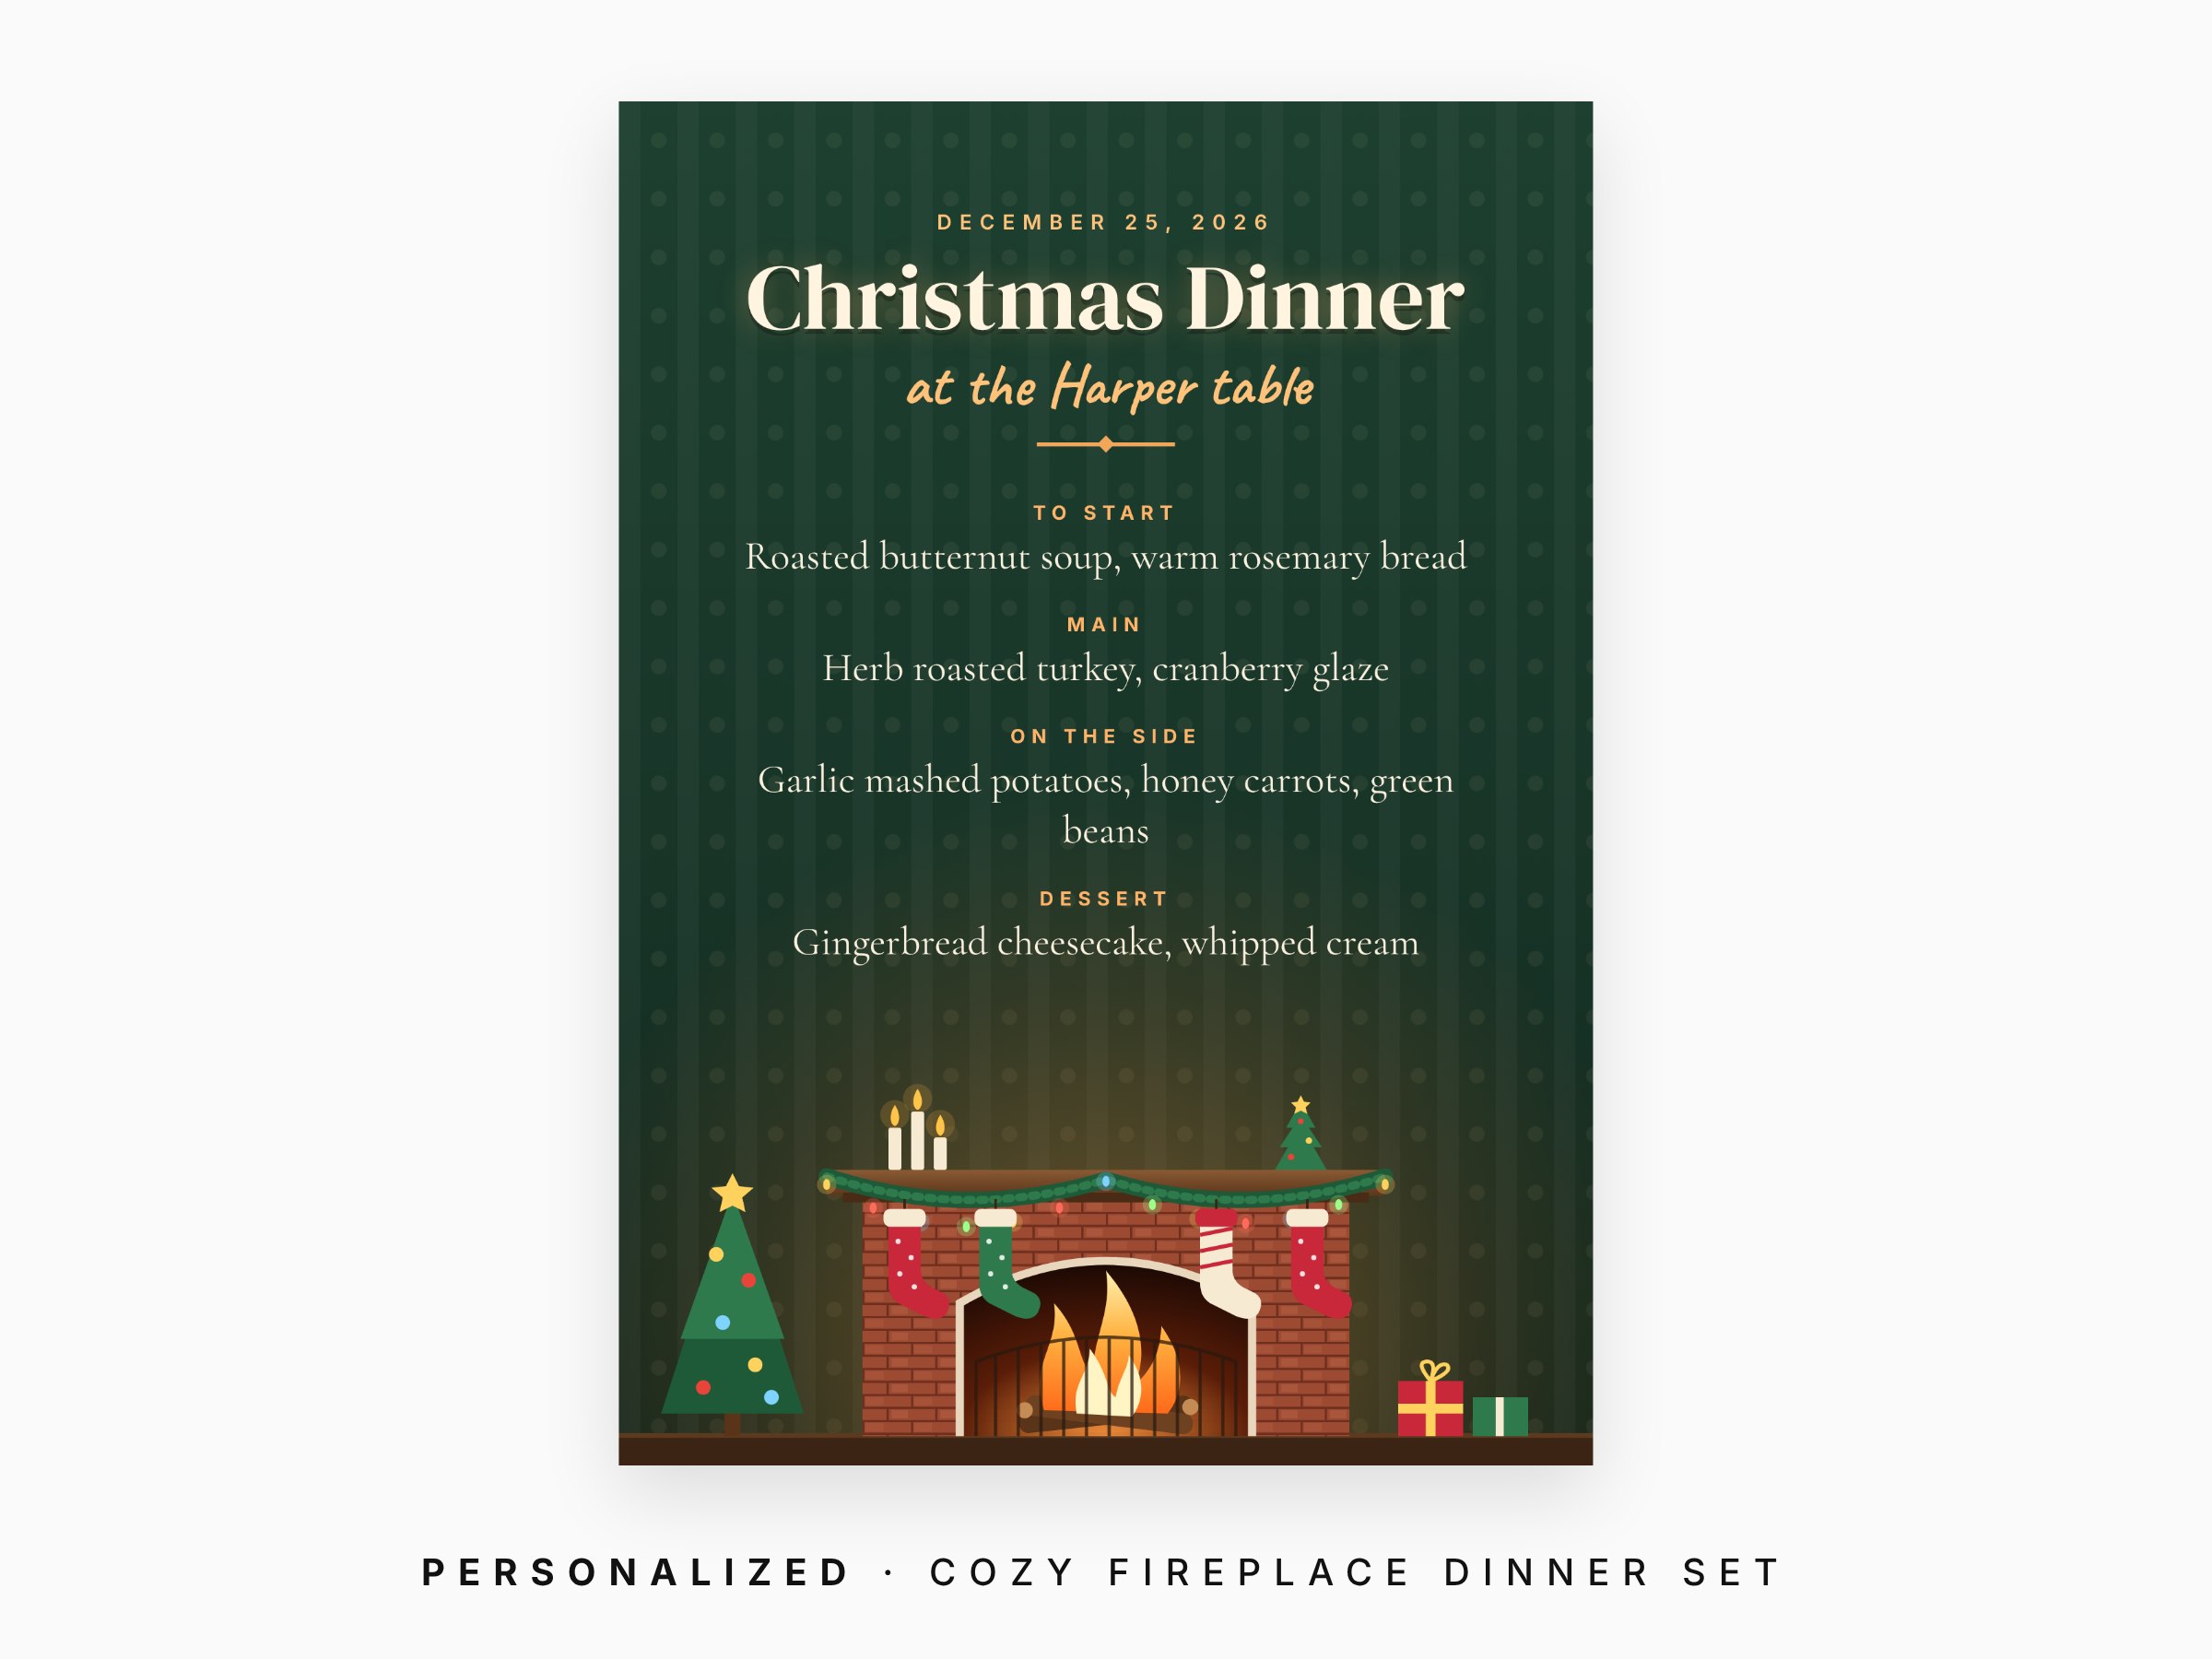 DECEMBER 25, 2026
Christmas Dinner
at the Harper table
TO START
Roasted butternut soup, warm rosemary bread
MAIN
Herb roasted turkey, cranberry glaze
ON THE SIDE
Garlic mashed potatoes, honey carrots, green
beans
DESSERT
Gingerbread cheesecake, whipped cream
PERSONALIZED · COZY FIREPLACE DINNER SET